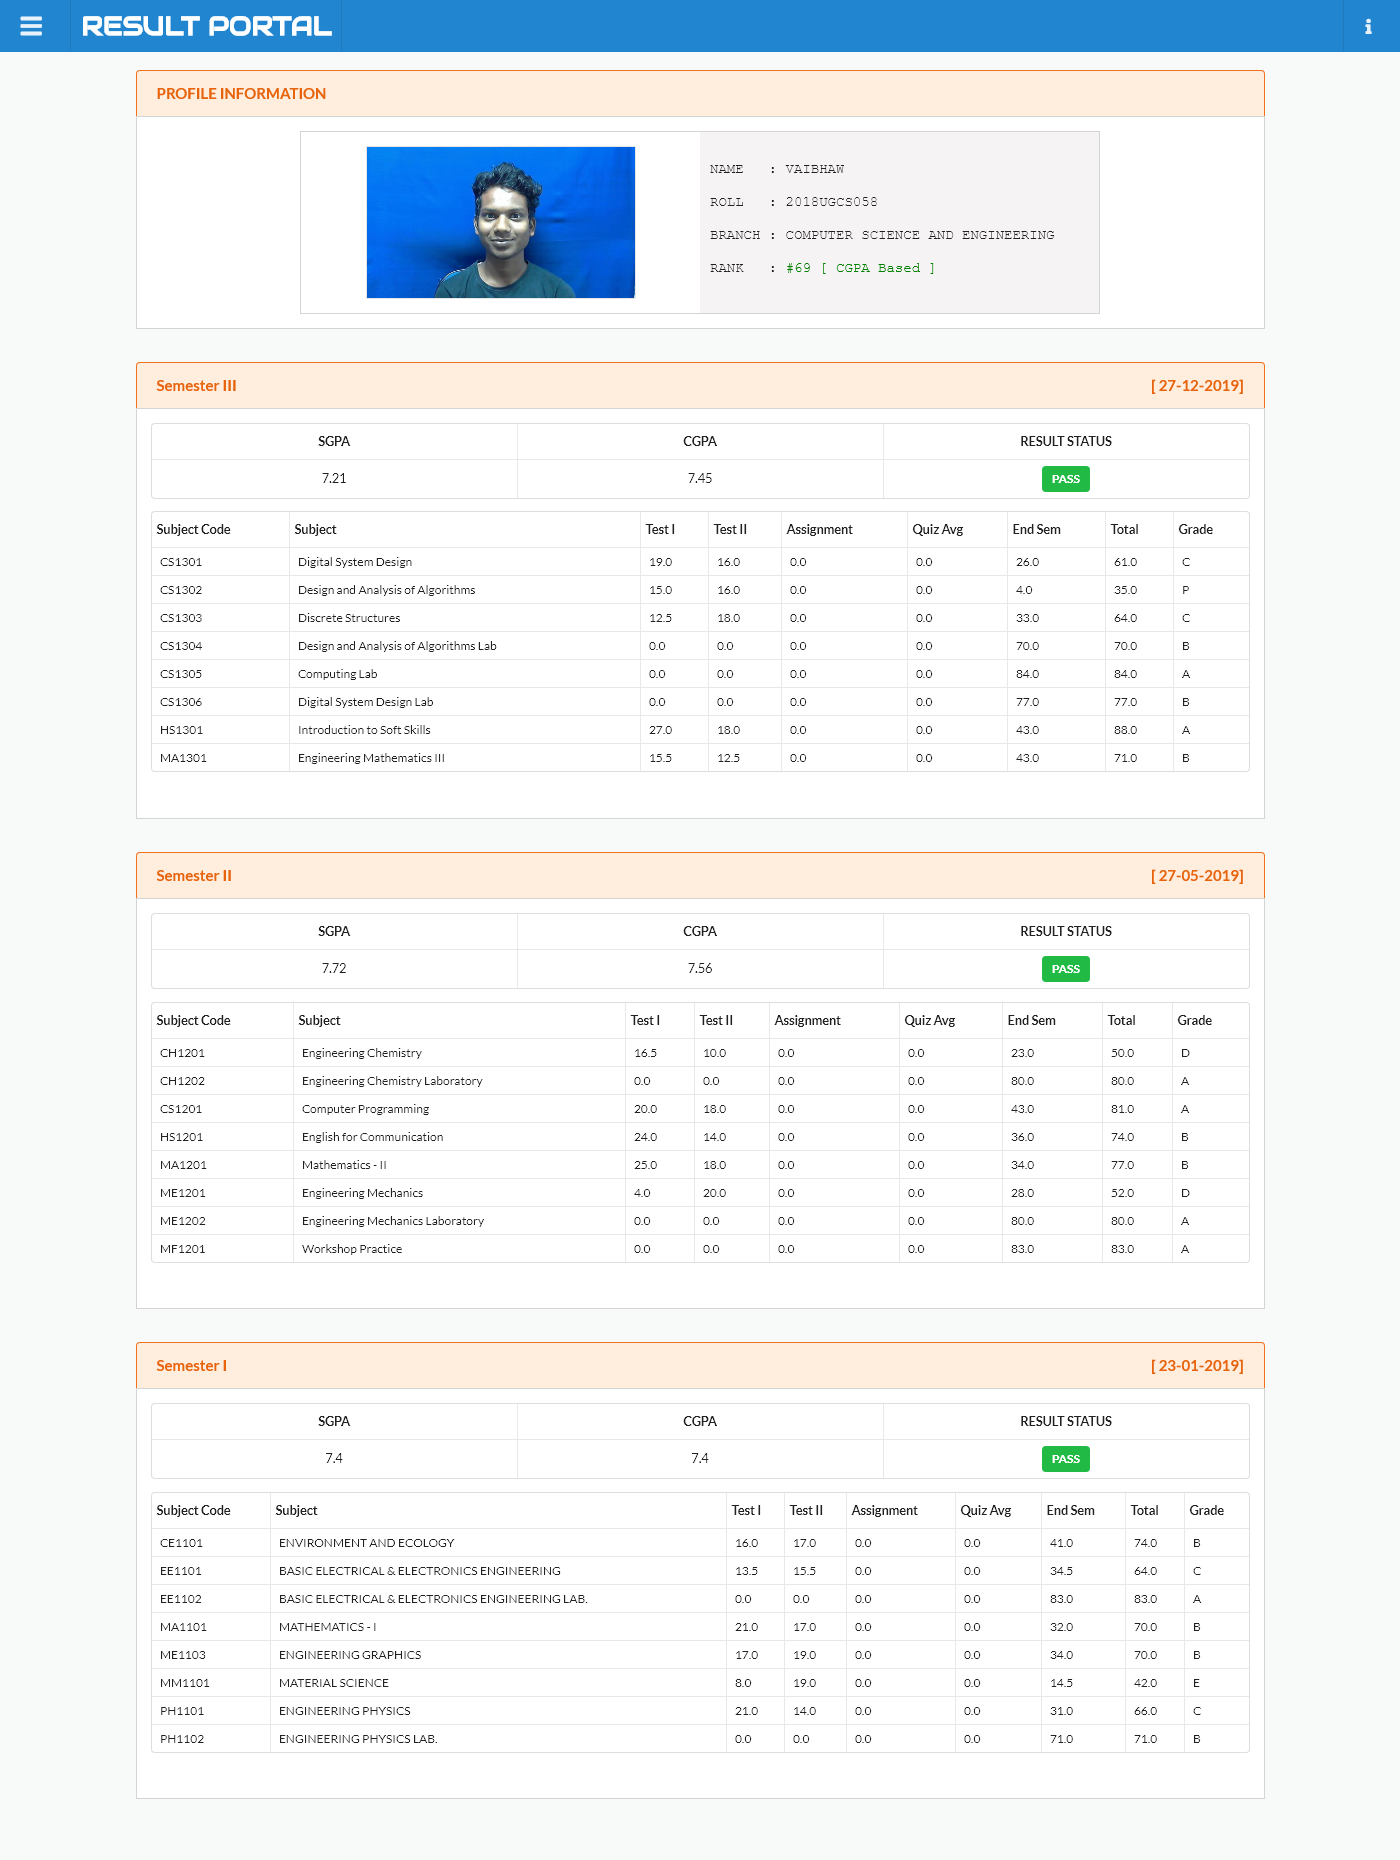 RESULT PORTAL
PROFILE INFORMATION
NAME : VAIBHAW
ROLL : 2018UGCS058
BRANCH : COMPUTER SCIENCE AND ENGINEERING
RANK : #69 [ CGPA Based ]
Semester III [ 27-12-2019]
SGPA CGPA RESULT STATUS
7.21 7.45 PASS
Subject Code Subject Test I Test II Assignment Quiz Avg End Sem Total Grade
CS1301 Digital System Design 19.0 16.0 0.0 0.0 26.0 61.0 C
CS1302 Design and Analysis of Algorithms 15.0 16.0 0.0 0.0 4.0 35.0 P
CS1303 Discrete Structures 12.5 18.0 0.0 0.0 33.0 64.0 C
CS1304 Design and Analysis of Algorithms Lab 0.0 0.0 0.0 0.0 70.0 70.0 B
CS1305 Computing Lab 0.0 0.0 0.0 0.0 84.0 84.0 A
CS1306 Digital System Design Lab 0.0 0.0 0.0 0.0 77.0 77.0 B
HS1301 Introduction to Soft Skills 27.0 18.0 0.0 0.0 43.0 88.0 A
MA1301 Engineering Mathematics III 15.5 12.5 0.0 0.0 43.0 71.0 B
Semester II [ 27-05-2019]
SGPA CGPA RESULT STATUS
7.72 7.56 PASS
Subject Code Subject Test I Test II Assignment Quiz Avg End Sem Total Grade
CH1201 Engineering Chemistry 16.5 10.0 0.0 0.0 23.0 50.0 D
CH1202 Engineering Chemistry Laboratory 0.0 0.0 0.0 0.0 80.0 80.0 A
CS1201 Computer Programming 20.0 18.0 0.0 0.0 43.0 81.0 A
HS1201 English for Communication 24.0 14.0 0.0 0.0 36.0 74.0 B
MA1201 Mathematics - II 25.0 18.0 0.0 0.0 34.0 77.0 B
ME1201 Engineering Mechanics 4.0 20.0 0.0 0.0 28.0 52.0 D
ME1202 Engineering Mechanics Laboratory 0.0 0.0 0.0 0.0 80.0 80.0 A
MF1201 Workshop Practice 0.0 0.0 0.0 0.0 83.0 83.0 A
Semester I [ 23-01-2019]
SGPA CGPA RESULT STATUS
7.4 7.4 PASS
Subject Code Subject Test I Test II Assignment Quiz Avg End Sem Total Grade
CE1101 ENVIRONMENT AND ECOLOGY 16.0 17.0 0.0 0.0 41.0 74.0 B
EE1101 BASIC ELECTRICAL & ELECTRONICS ENGINEERING 13.5 15.5 0.0 0.0 34.5 64.0 C
EE1102 BASIC ELECTRICAL & ELECTRONICS ENGINEERING LAB. 0.0 0.0 0.0 0.0 83.0 83.0 A
MA1101 MATHEMATICS - I 21.0 17.0 0.0 0.0 32.0 70.0 B
ME1103 ENGINEERING GRAPHICS 17.0 19.0 0.0 0.0 34.0 70.0 B
MM1101 MATERIAL SCIENCE 8.0 19.0 0.0 0.0 14.5 42.0 E
PH1101 ENGINEERING PHYSICS 21.0 14.0 0.0 0.0 31.0 66.0 C
PH1102 ENGINEERING PHYSICS LAB. 0.0 0.0 0.0 0.0 71.0 71.0 B